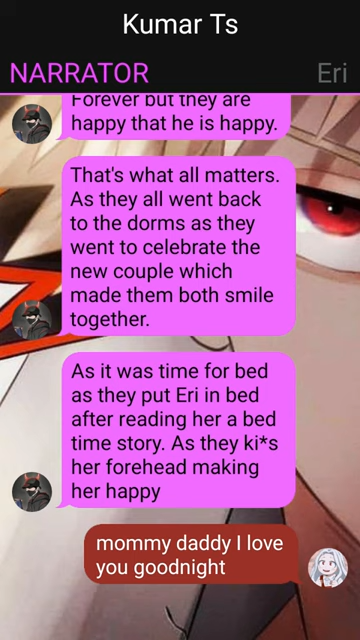 Kumar Ts
NARRATOR
Eri
Forever but they are
happy that he is happy.
That's what all matters.
As they all went back
to the dorms as they
went to celebrate the
new couple which
made them both smile
together.
As it was time for bed
as they put Eri in bed
after reading her a bed
time story. As they ki*s
her forehead making
her happy
mommy daddy I love
you goodnight